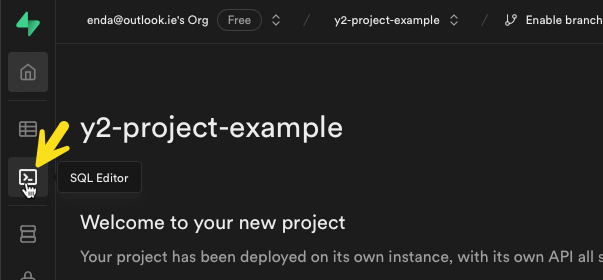 enda@outlook.ie's Org Free / y2-project-example / Enable branch
y2-project-example
SQL Editor
Welcome to your new project
Your project has been deployed on its own instance, with its own API all s